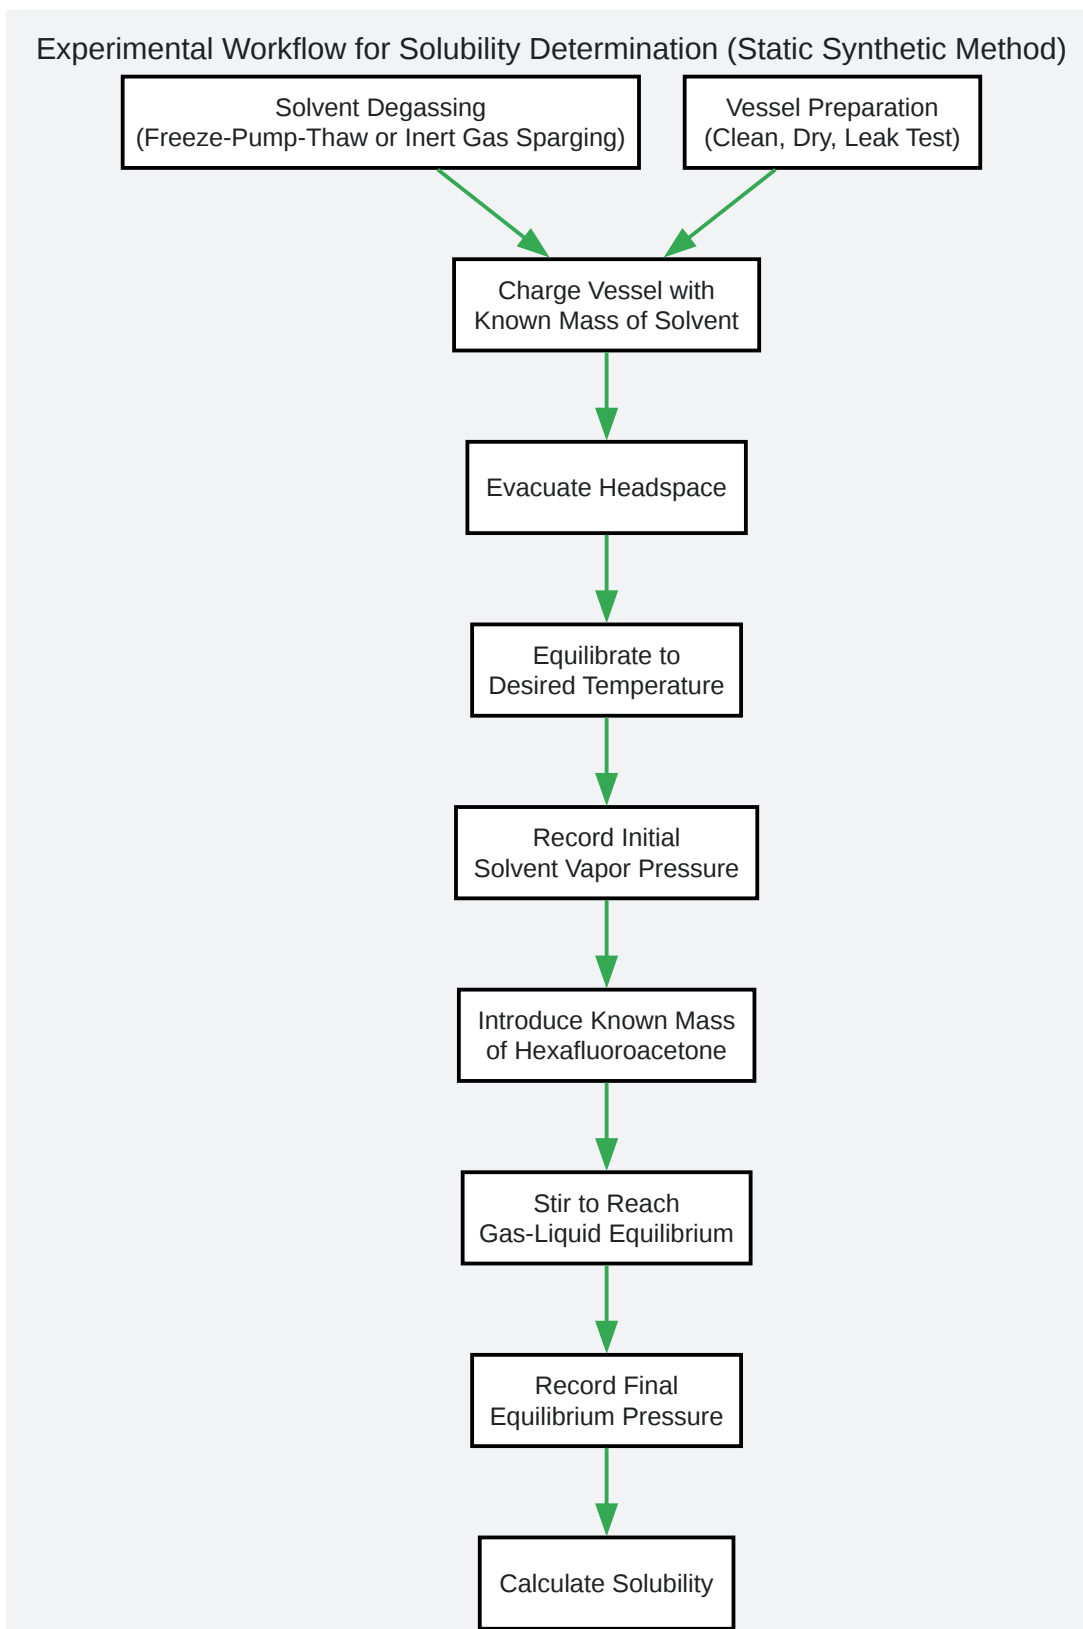 Experimental Workflow for Solubility Determination (Static Synthetic Method)
Solvent Degassing
(Freeze-Pump-Thaw or Inert Gas Sparging)
Vessel Preparation
(Clean, Dry, Leak Test)
Charge Vessel with
Known Mass of Solvent
Evacuate Headspace
Equilibrate to
Desired Temperature
Record Initial
Solvent Vapor Pressure
Introduce Known Mass
of Hexafluoroacetone
Stir to Reach
Gas-Liquid Equilibrium
Record Final
Equilibrium Pressure
Calculate Solubility